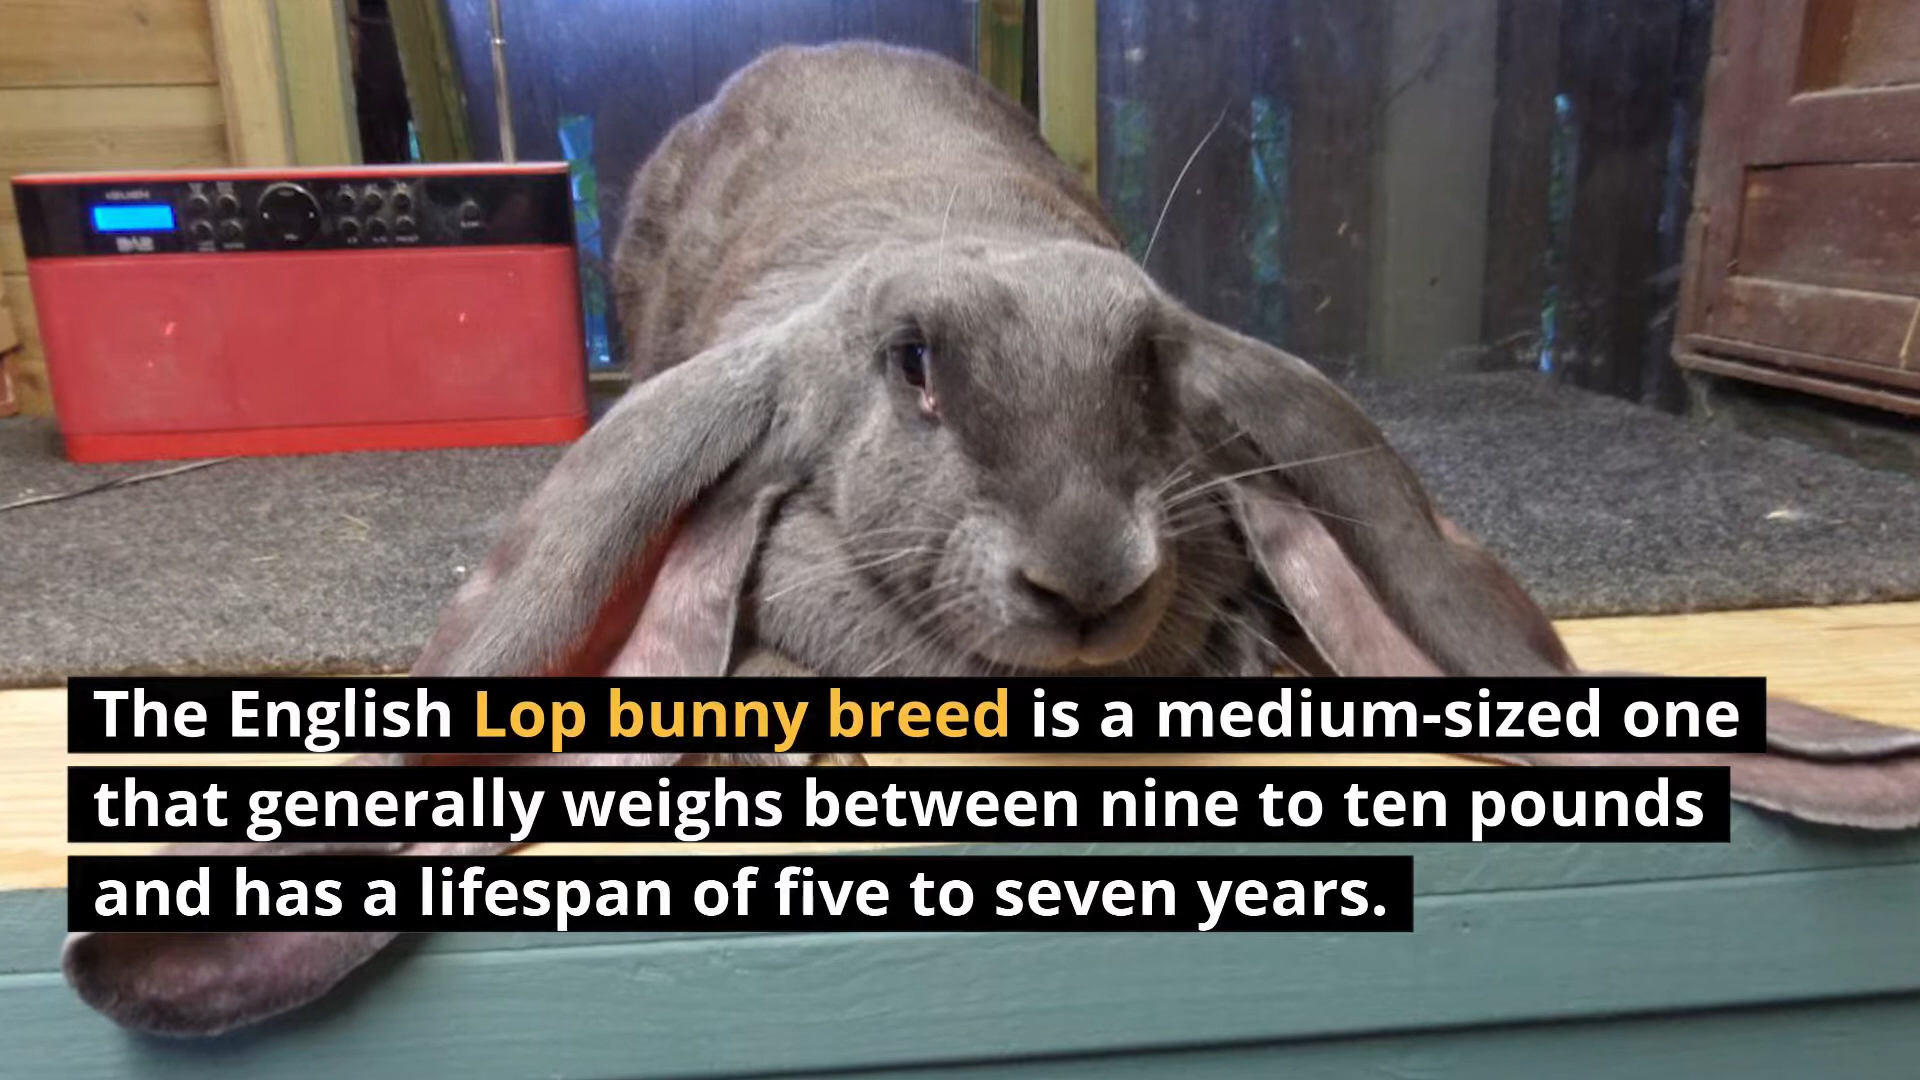 DAB
The English Lop bunny breed is a medium-sized one
that generally weighs between nine to ten pounds
and has a lifespan of five to seven years.